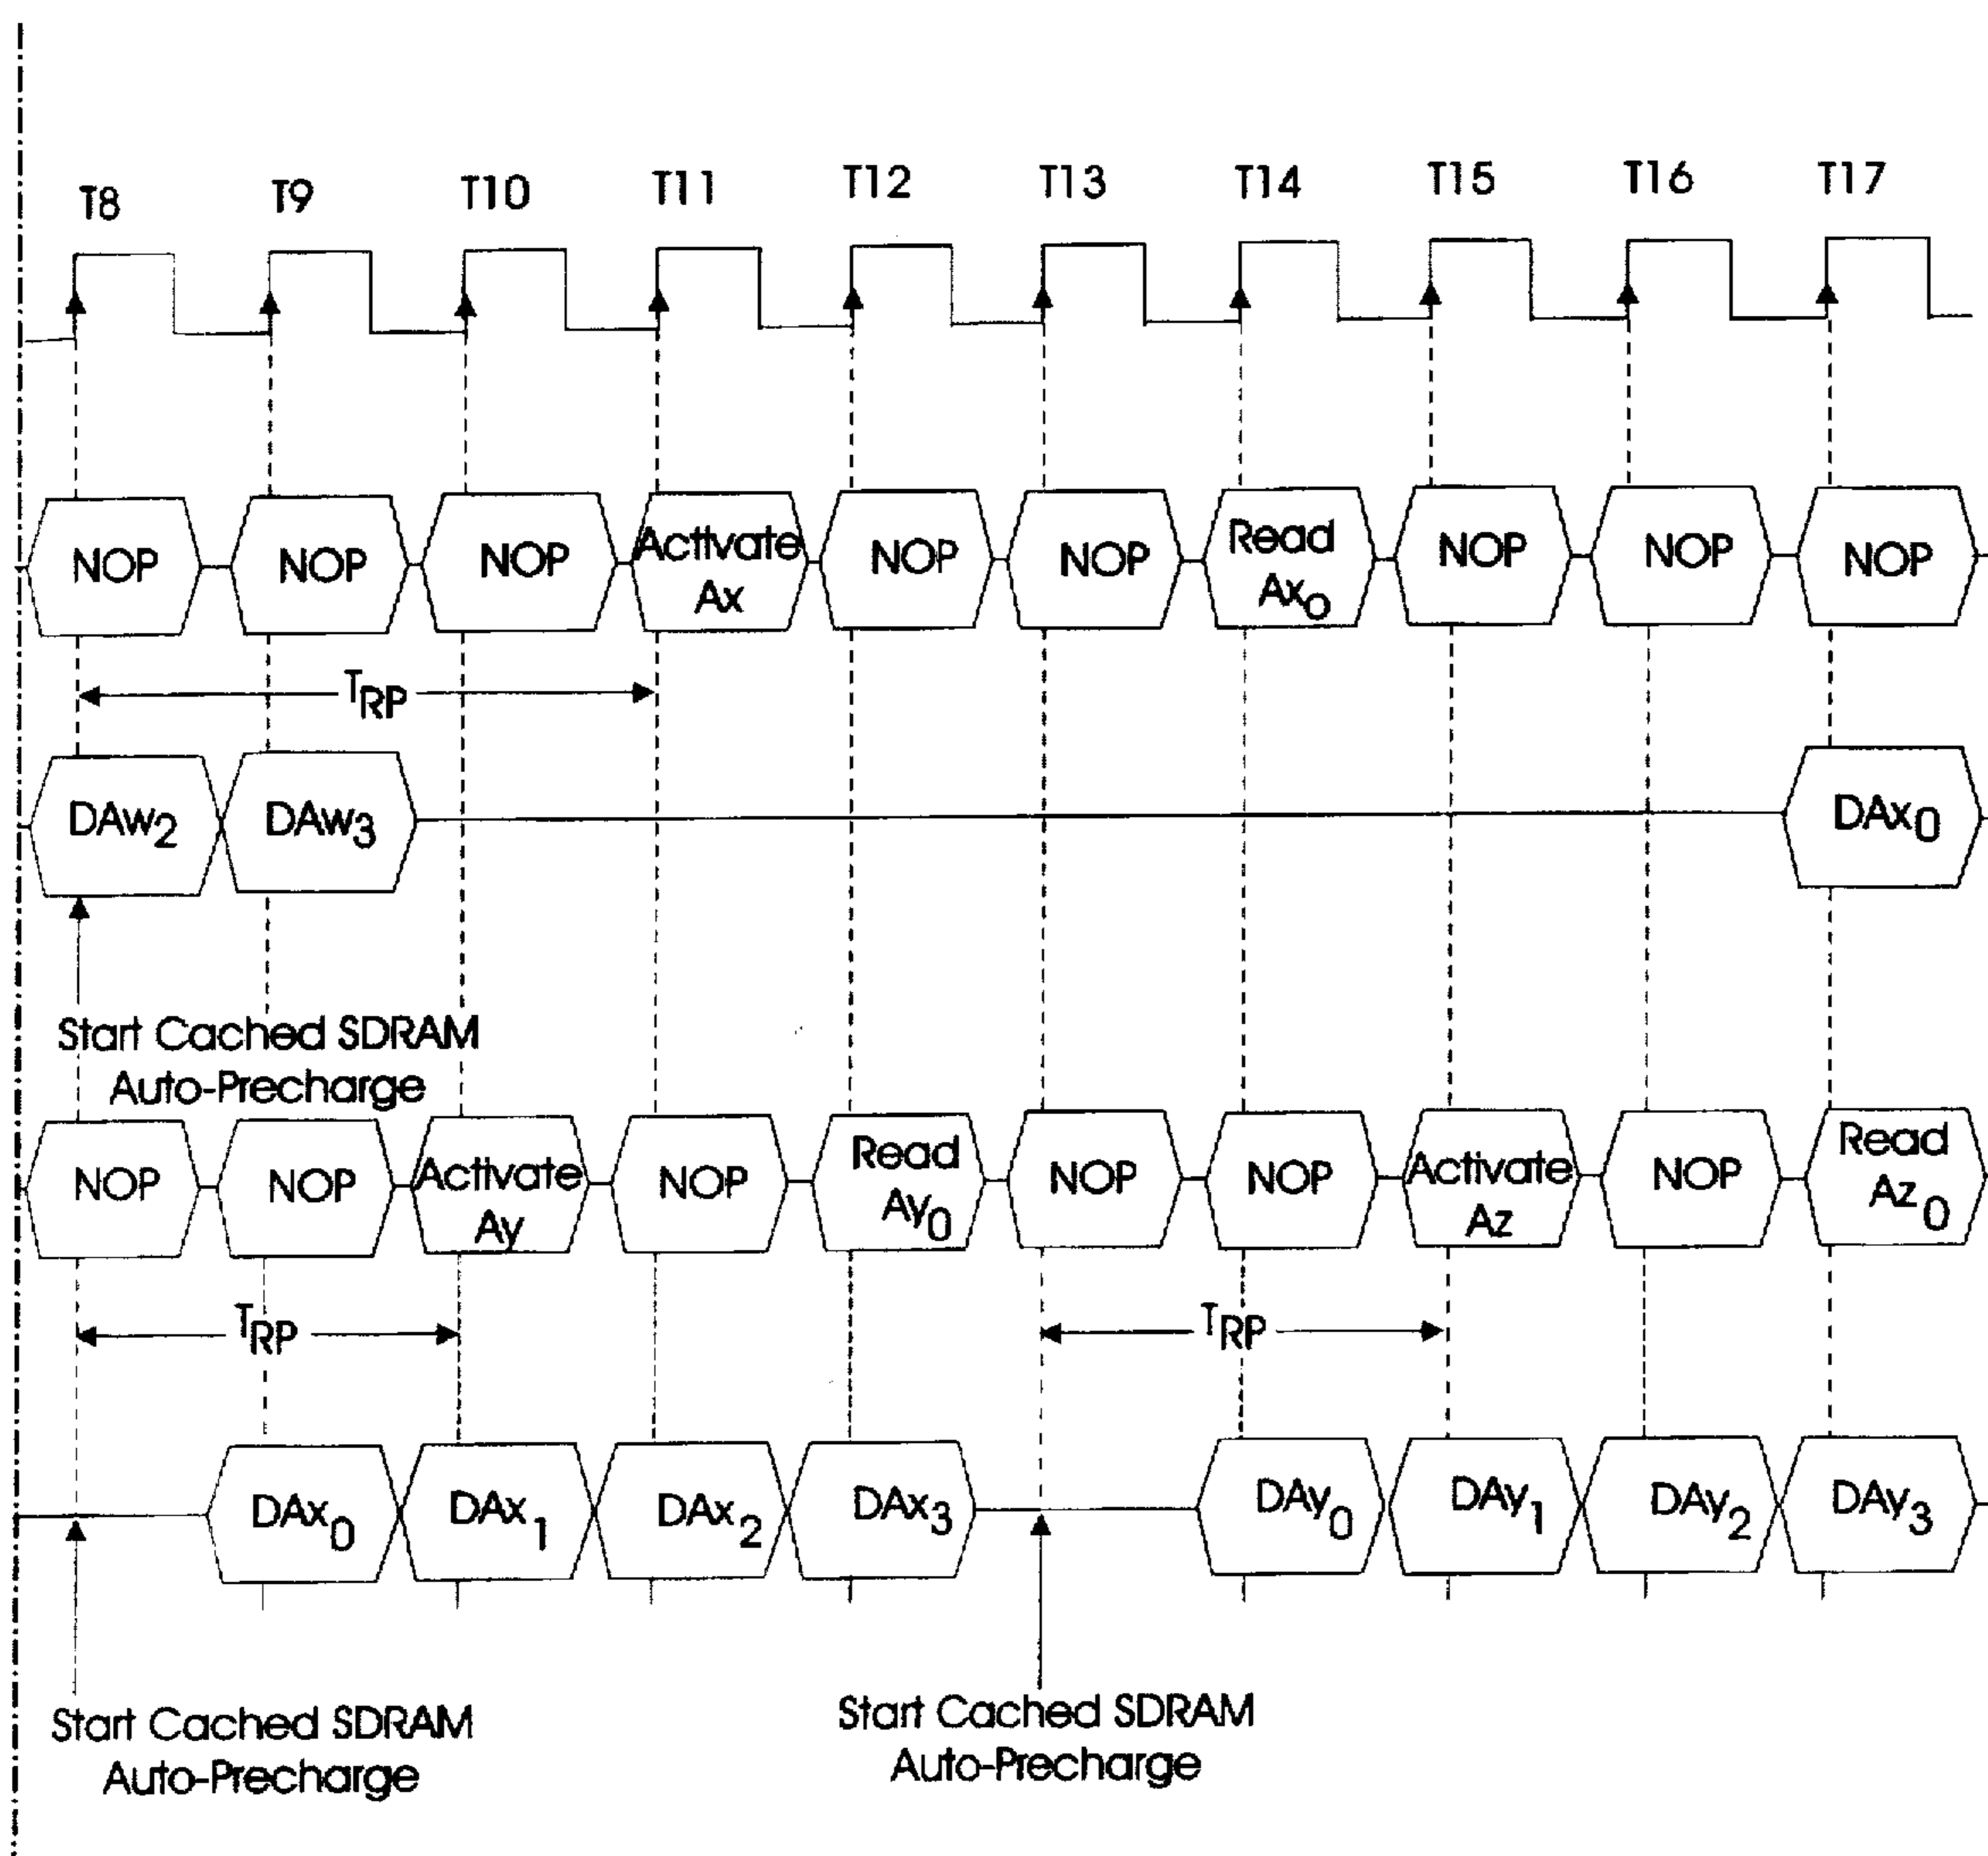 T8 T9 T10 T11 T12 T13 T14 T15 T16 T17
NOP NOP NOP Activate Ax NOP NOP Read Ax0 NOP NOP NOP
TRP
DAw2 DAw3 DAx0
Start Cached SDRAM
Auto-Precharge
NOP NOP Activate Ay NOP Read Ay0 NOP NOP Activate Az NOP Read Az0
TRP TRP
DAx0 DAx1 DAx2 DAx3 DAy0 DAy1 DAy2 DAy3
Start Cached SDRAM
Auto-Precharge
Start Cached SDRAM
Auto-Precharge